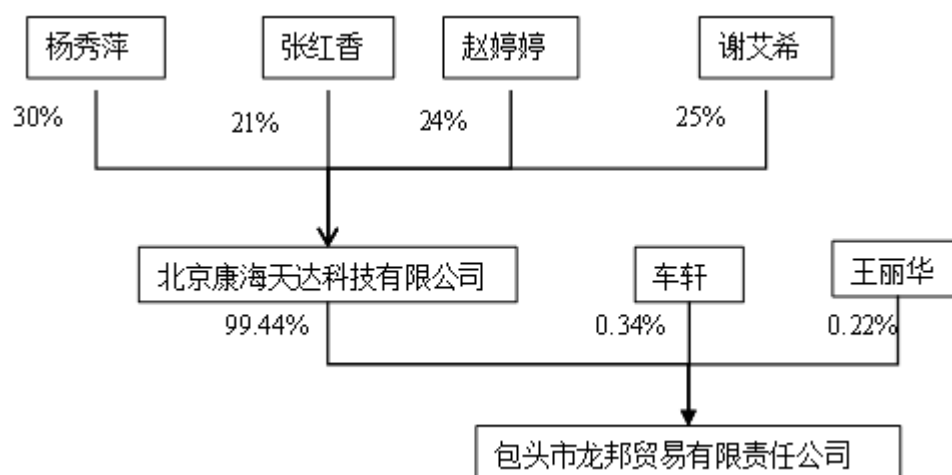 杨秀萍 张红香 赵婷婷 谢艾希
30% 21% 24% 25%
北京康海天达科技有限公司 车轩 王丽华
99.44% 0.34% 0.22%
包头市龙邦贸易有限责任公司